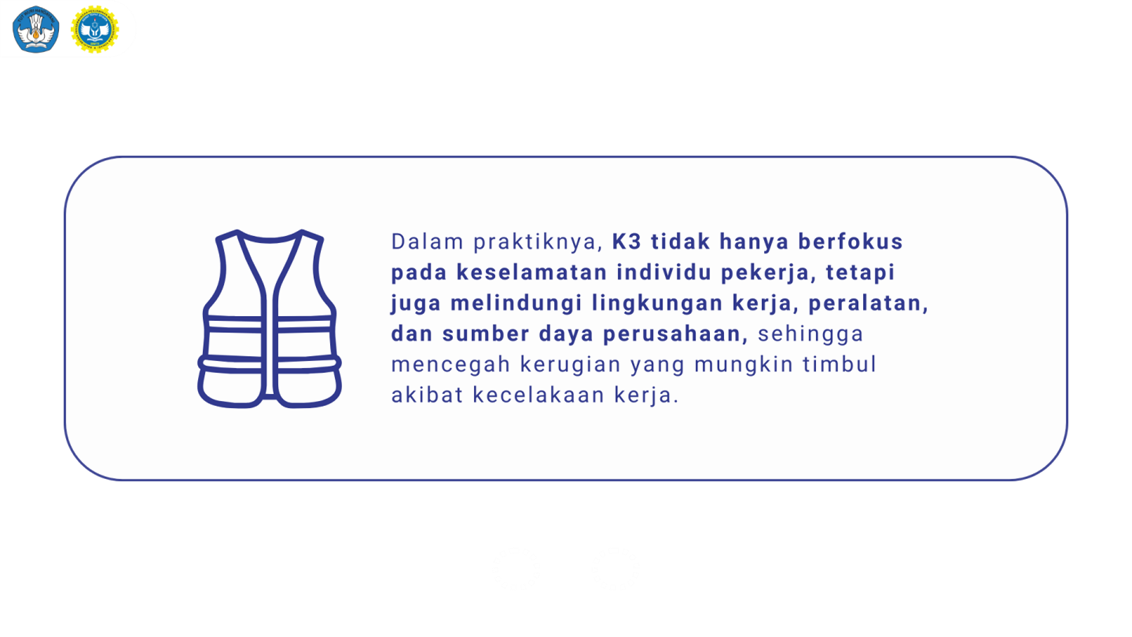 Dalam praktiknya, K3 tidak hanya berfokus
pada keselamatan individu pekerja, tetapi
juga melindungi lingkungan kerja, peralatan,
dan sumber daya perusahaan, sehingga
mencegah kerugian yang mungkin timbul
akibat kecelakaan kerja.